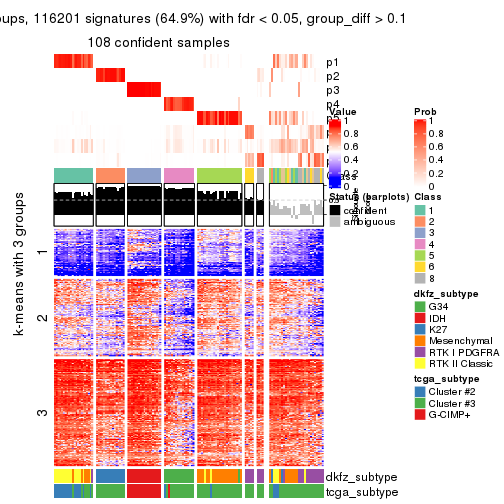 oups, 116201 signatures (64.9%) with fdr < 0.05, group_diff > 0.1
108 confident samples
p1
p2
p3
p4
Value
1
0.8
0.6
0.4
0.2
0
Prob
1
0.8
0.6
0.4
0.2
0
Status (barplots)
confident
ambiguous
Class
1
2
3
4
5
6
8
dkfz_subtype
G34
IDH
K27
Mesenchymal
RTK I PDGFRA
RTK II Classic
tcga_subtype
Cluster #2
Cluster #3
G-CIMP+
k-means with 3 groups
1
2
3
dkfz_subtype
tcga_subtype